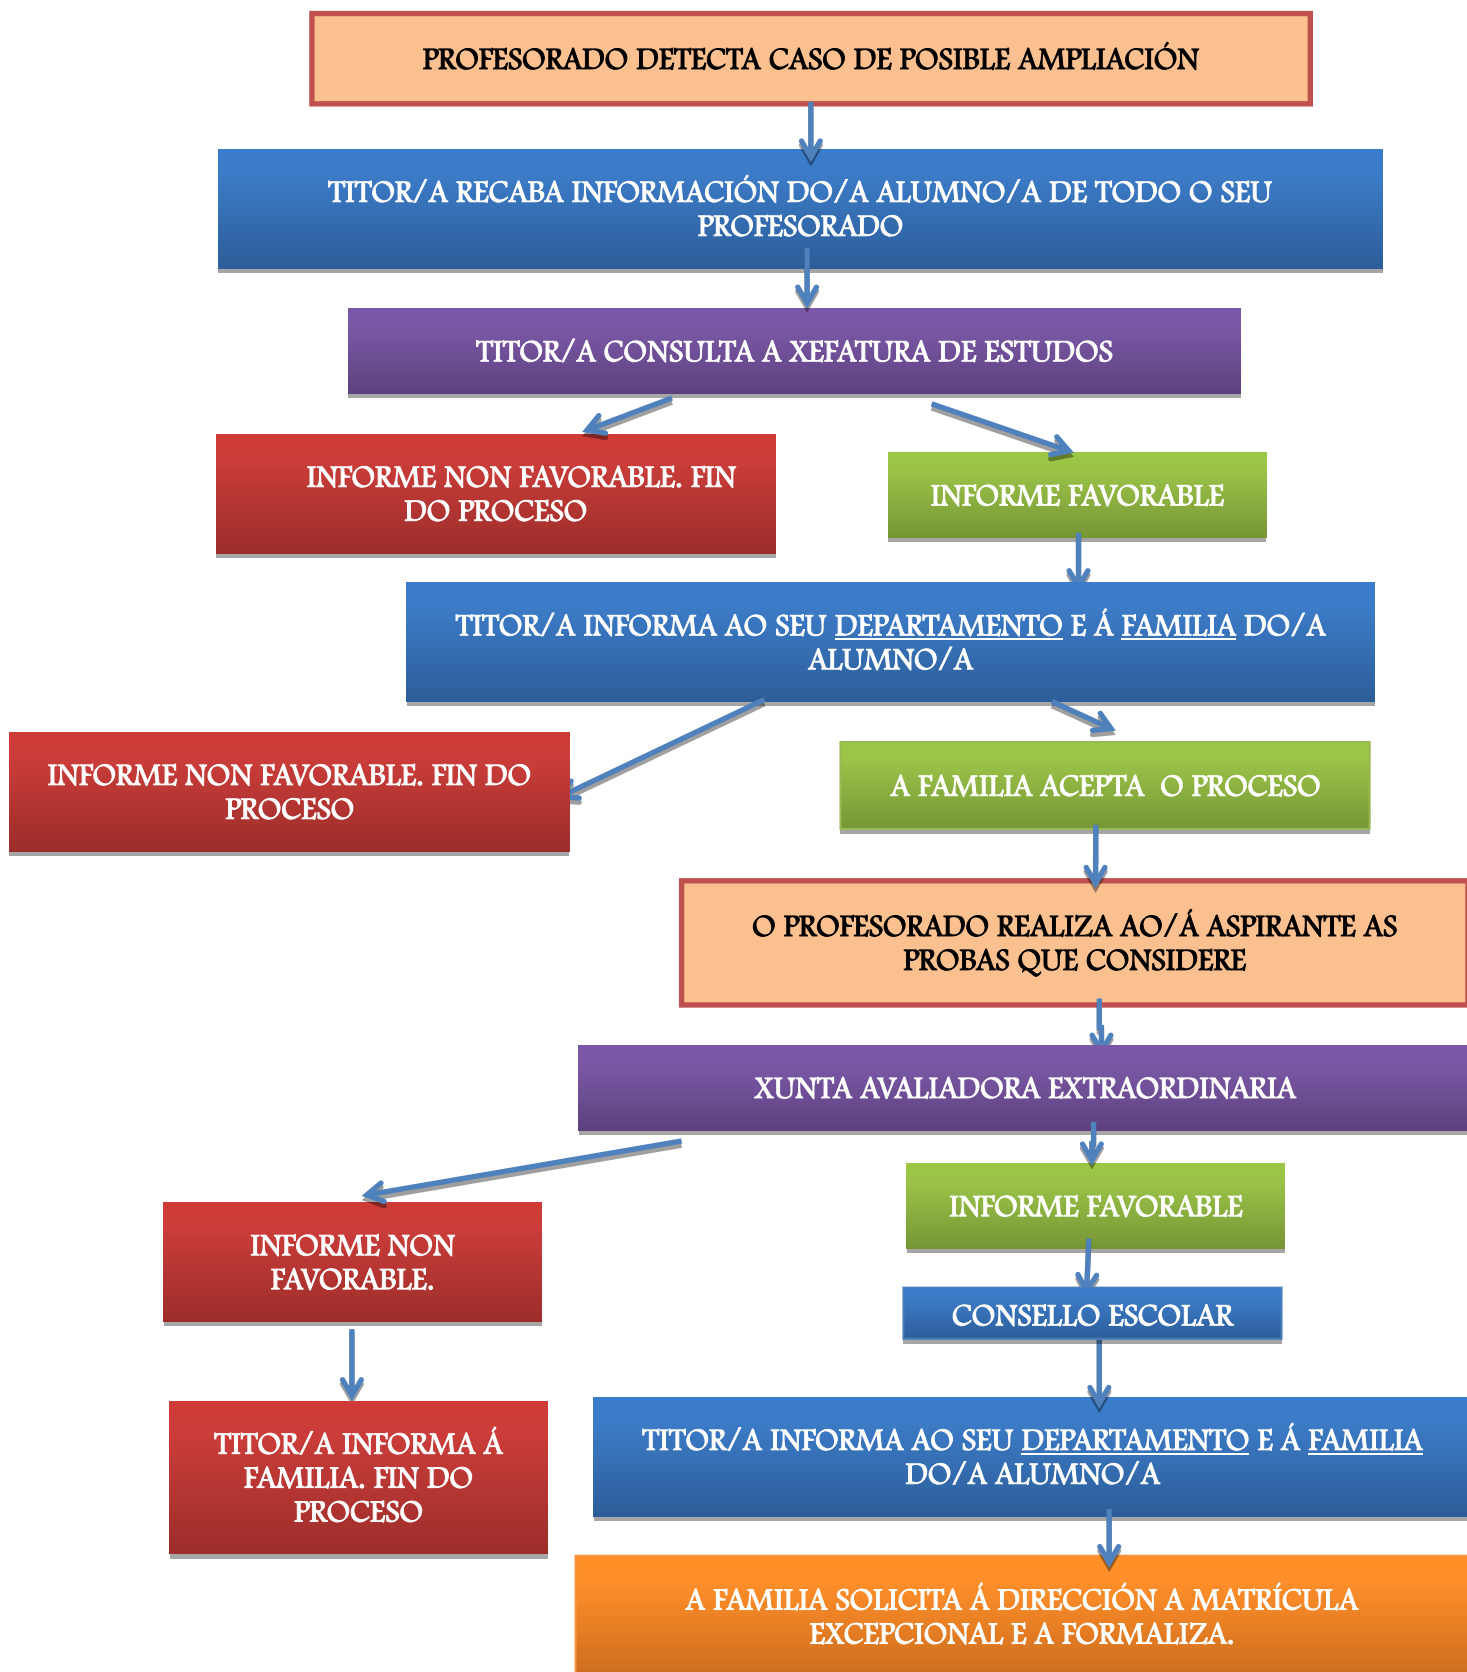 PROFESORADO DETECTA CASO DE POSIBLE AMPLIACIÓN
TITOR/A RECABA INFORMACIÓN DO/A ALUMNO/A DE TODO O SEU
PROFESORADO
TITOR/A CONSULTA A XEFATURA DE ESTUDOS
INFORME NON FAVORABLE. FIN
DO PROCESO
INFORME FAVORABLE
TITOR/A INFORMA AO SEU DEPARTAMENTO E Á FAMILIA DO/A
ALUMNO/A
INFORME NON FAVORABLE. FIN DO
PROCESO
A FAMILIA ACEPTA O PROCESO
O PROFESORADO REALIZA AO/Á ASPIRANTE AS
PROBAS QUE CONSIDERE
XUNTA AVALIADORA EXTRAORDINARIA
INFORME NON
FAVORABLE.
INFORME FAVORABLE
CONSELLO ESCOLAR
TITOR/A INFORMA Á
FAMILIA. FIN DO
PROCESO
TITOR/A INFORMA AO SEU DEPARTAMENTO E Á FAMILIA
DO/A ALUMNO/A
A FAMILIA SOLICITA Á DIRECCIÓN A MATRÍCULA
EXCEPCIONAL E A FORMALIZA.